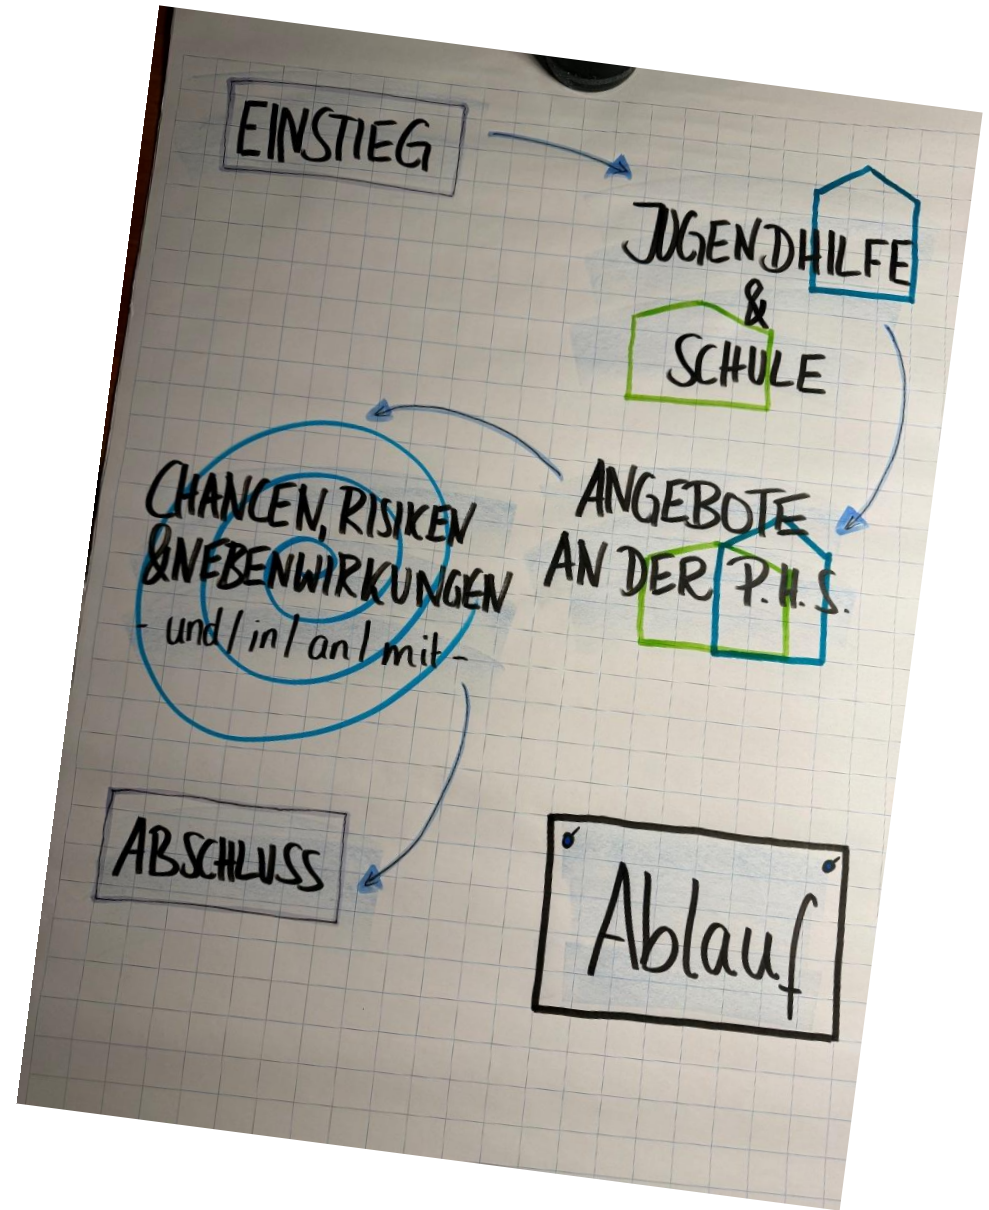 EINSTIEG
JUGENDHILFE
&
SCHULE
ANGEBOTE
AN DER P.H.S.
CHANCEN, RISIKEN
&NEBENWIRKUNGEN
- und / in / an / mit -
ABSCHLUSS
Ablauf